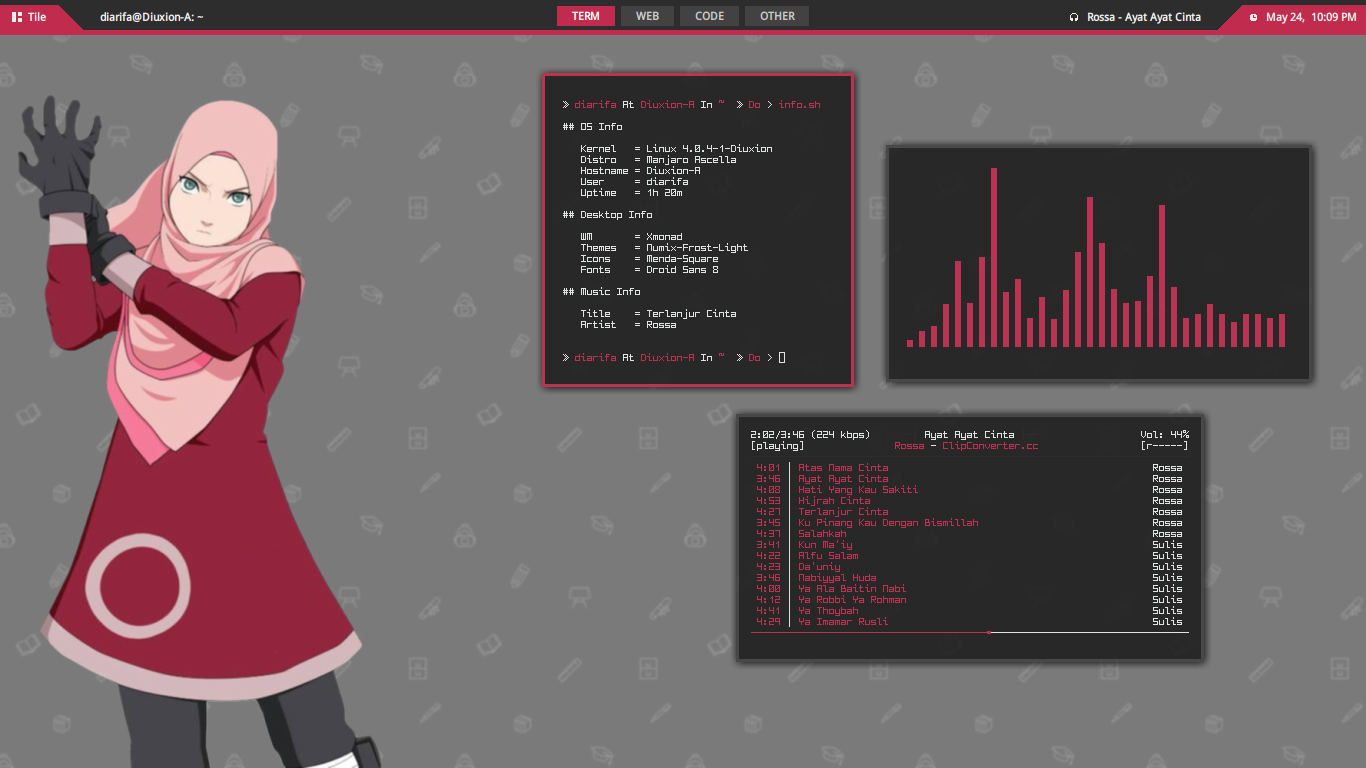 Tile
diarifa@Diuxion-A: ~
TERM
WEB
CODE
OTHER
Rossa - Ayat Ayat Cinta
May 24, 10:09 PM
» diarifa At Diuxion-A In ~ » Do > info.sh
## OS Info
Kernel = Linux 4.0.4-1-Diuxion
Distro = Manjaro Ascella
Hostname = Diuxion-A
User = diarifa
Uptime = 1h 20m
## Desktop Info
WM = Xmonad
Themes = Numix-Frost-Light
Icons = Menda-Square
Fonts = Droid Sans 8
## Music Info
Title = Terlanjur Cinta
Artist = Rossa
» diarifa At Diuxion-A In ~ » Do >
2:02/3:46 (224 kbps) Ayat Ayat Cinta Vol: 44%
[playing] Rossa - ClipConverter.cc [r-----]
4:01 Atas Nama Cinta Rossa
3:46 Ayat Ayat Cinta Rossa
4:08 Hati Yang Kau Sakiti Rossa
4:53 Hijrah Cinta Rossa
4:27 Terlanjur Cinta Rossa
3:45 Ku Pinang Kau Dengan Bismillah Rossa
4:37 Salahkah Rossa
3:41 Kun Ma'iy Sulis
4:22 Alfu Salam Sulis
4:23 Da'uniy Sulis
3:46 Nabiyyal Huda Sulis
4:00 Ya Ala Baitin Nabi Sulis
4:12 Ya Robbi Ya Rohman Sulis
4:41 Ya Thoybah Sulis
4:29 Ya Imamar Rusli Sulis